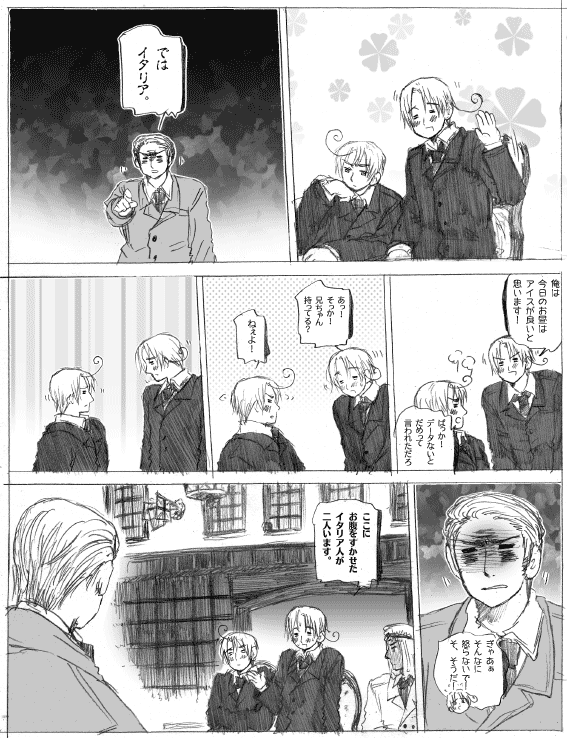 では
イタリア。
俺は
今日のお昼は
アイスが良いと
思います!
ばっか!
データないと
だめって
言われただろ
あっ!
そっか!
兄ちゃん
持ってる?
ねぇよ!
ぎゃあぁ
そんなに
怒らないで
そ、そうだ!
ここに
お腹をすかせた
イタリア人が
二人います。